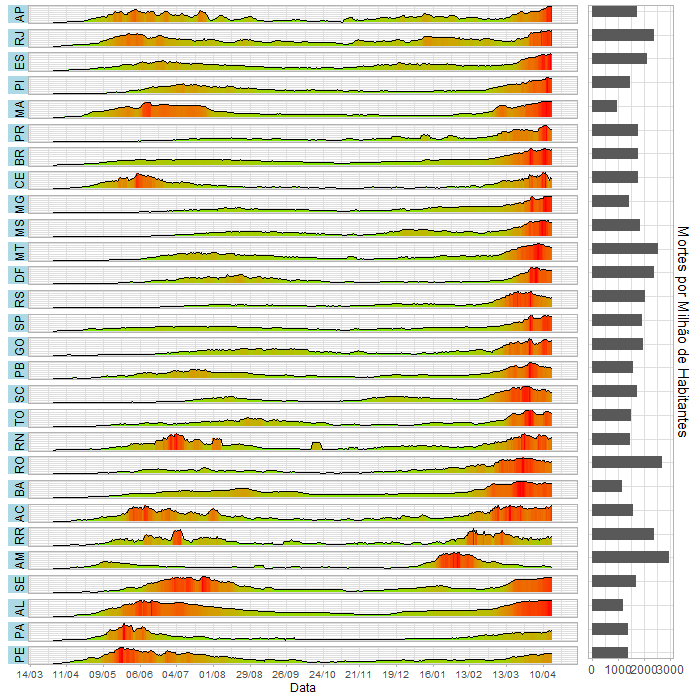 AP
RJ
ES
PI
MA
PR
BR
CE
MG
MS
MT
DF
RS
SP
GO
PB
SC
TO
RN
RO
BA
AC
RR
AM
SE
AL
PA
PE
14/03 11/04 09/05 06/06 04/07 01/08 29/08 26/09 24/10 21/11 19/12 16/01 13/02 13/03 10/04
Data
0 1000 2000 3000
Mortes por Milhão de Habitantes